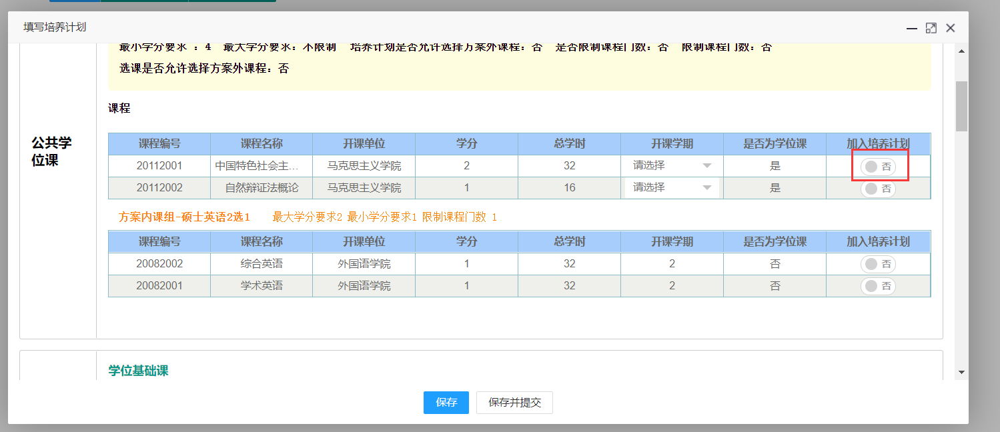 填写培养计划
最小学分要求 ：4 最大学分要求：不限制 培养计划是否允许选择方案外课程：否 是否限制课程门数：否 限制课程门数：否
选课是否允许选择方案外课程：否
课程
公共学
位课
课程编号 课程名称 开课单位 学分 总学时 开课学期 是否为学位课 加入培养计划
20112001 中国特色社会主... 马克思主义学院 2 32 请选择 是 否
20112002 自然辩证法概论 马克思主义学院 1 16 请选择 是 否
方案内课组-硕士英语2选1 最大学分要求2 最小学分要求1 限制课程门数 1
课程编号 课程名称 开课单位 学分 总学时 开课学期 是否为学位课 加入培养计划
20082002 综合英语 外国语学院 1 32 2 否 否
20082001 学术英语 外国语学院 1 32 2 否 否
学位基础课
保存 保存并提交